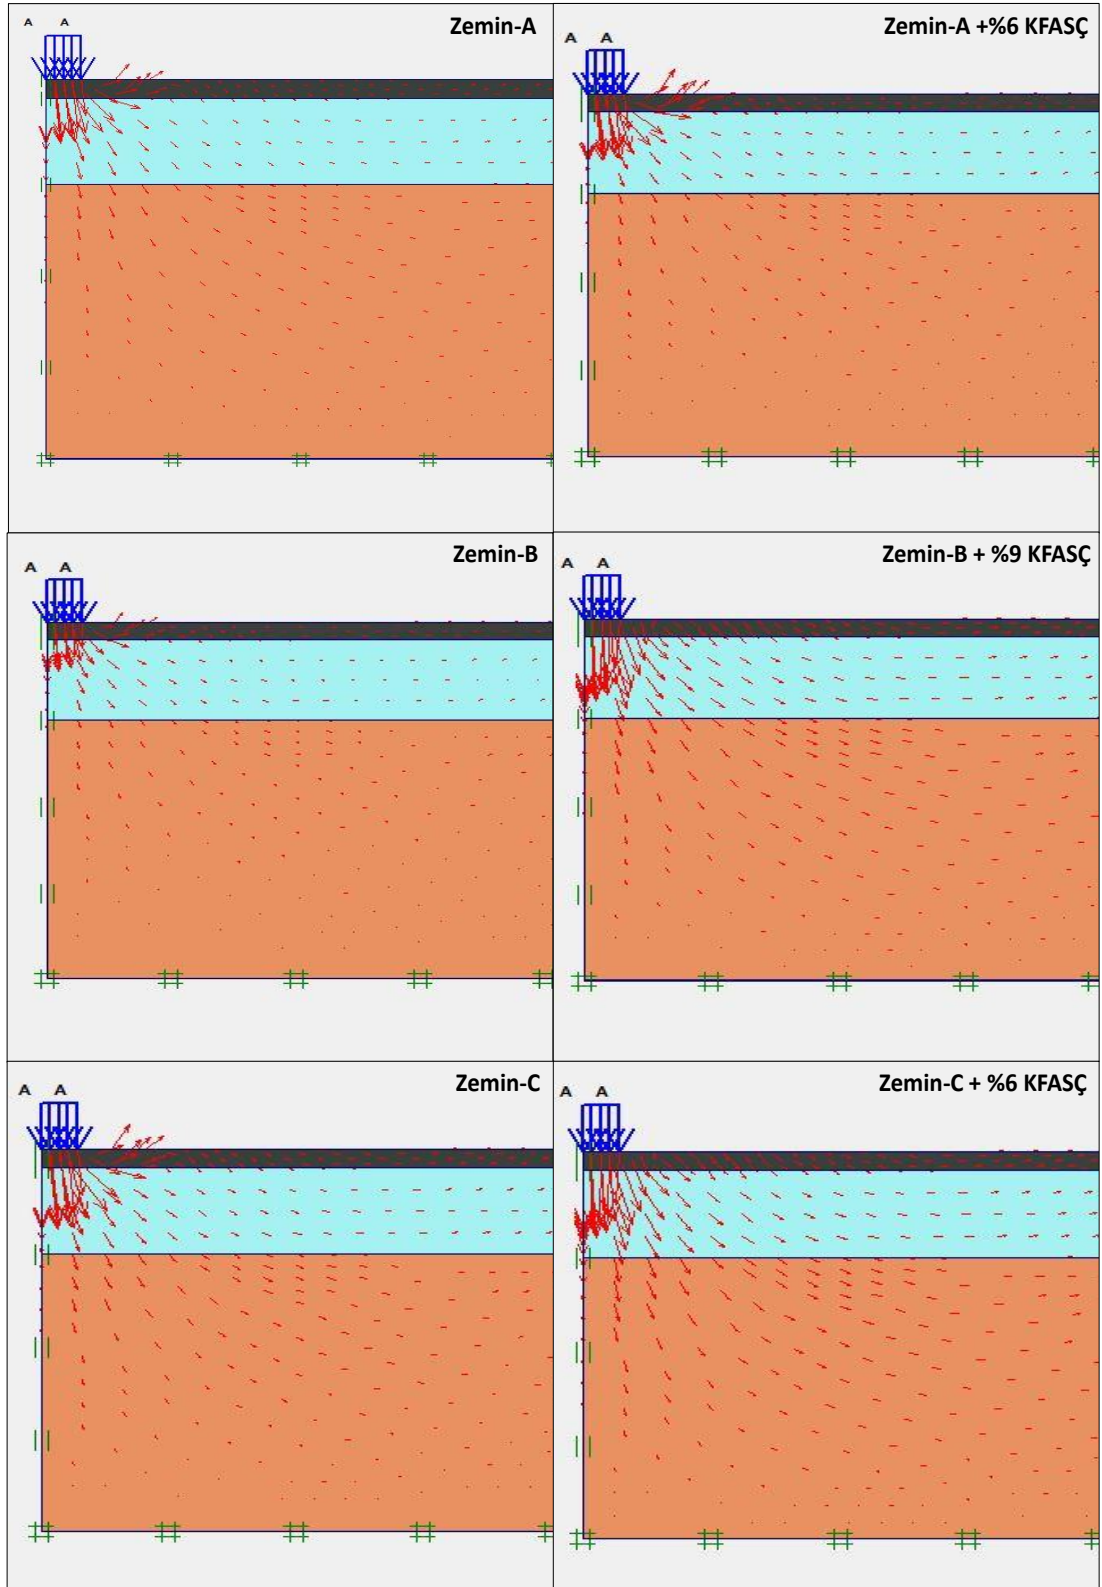 Zemin-A
A A
Zemin-A +%6 KFASÇ
A A
Zemin-B
A A
Zemin-B + %9 KFASÇ
A A
Zemin-C
A A
Zemin-C + %6 KFASÇ
A A